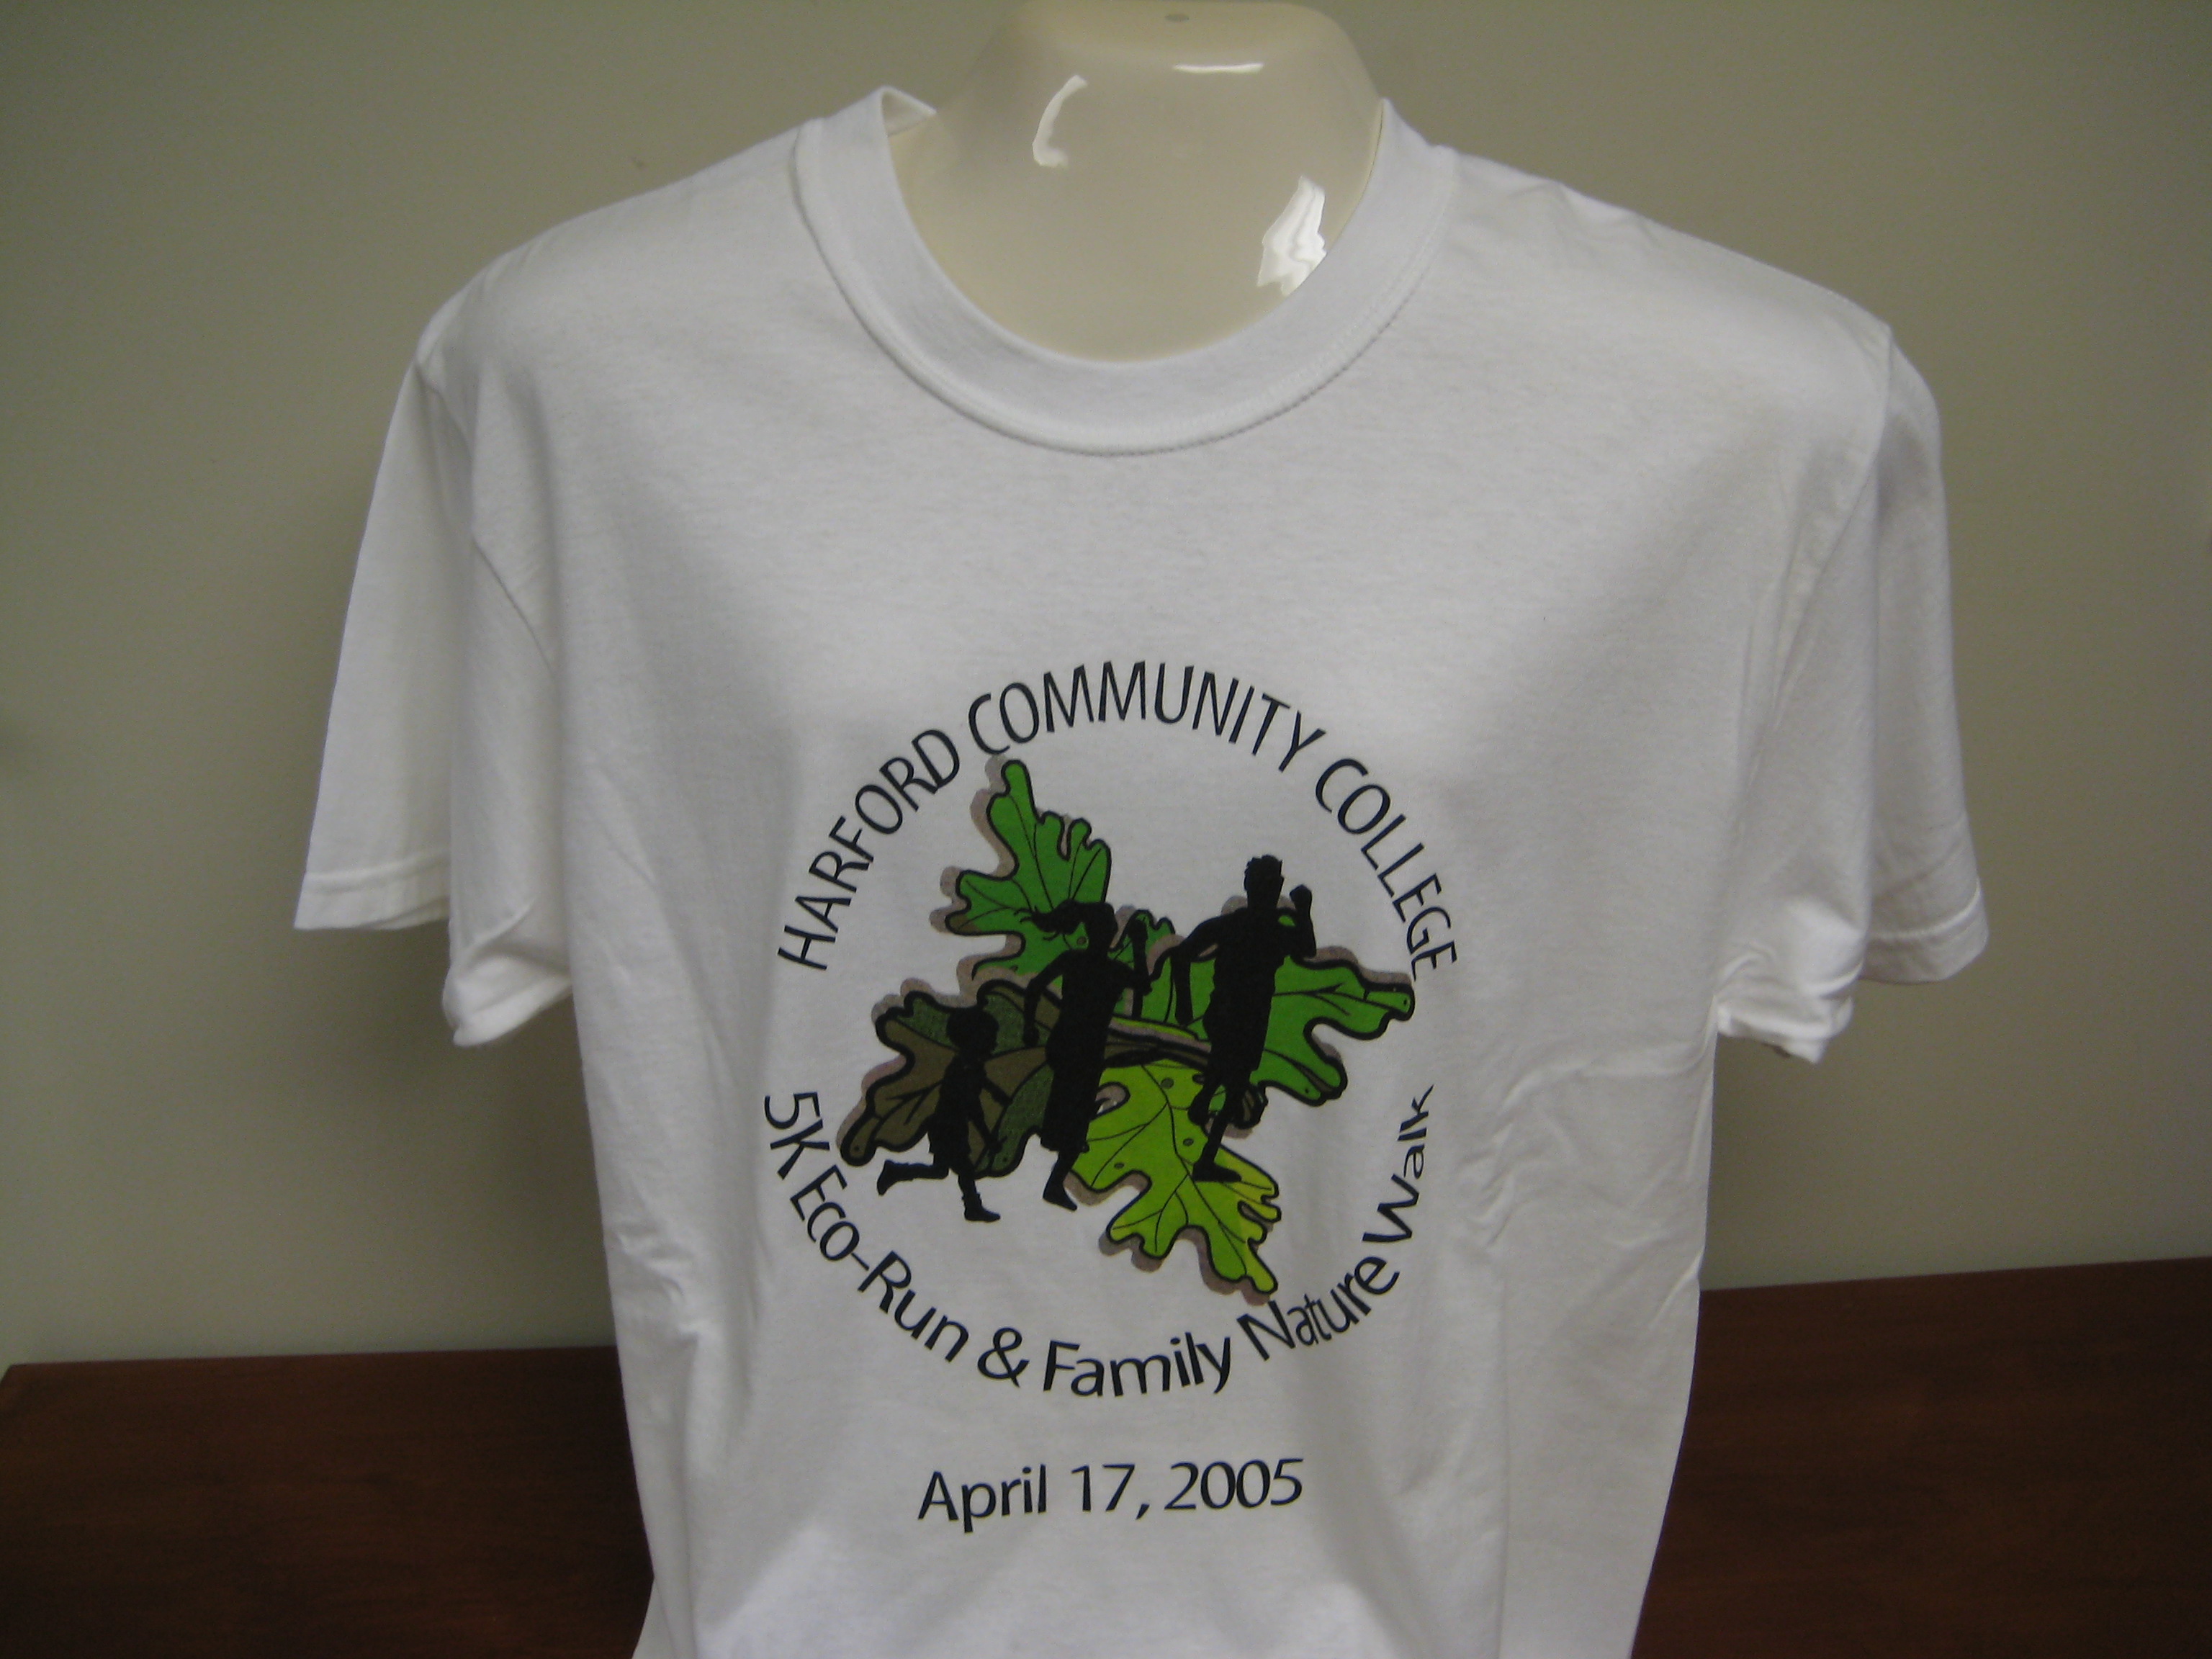 HARFORD COMMUNITY COLLEGE
5K Eco-Run & Family Nature Walk
April 17, 2005